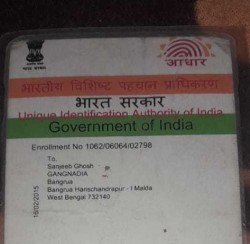 आधार
भारतीय विशिष्ट पहचान प्राधिकरण
भारत सरकार
Unique Identification Authority of India
Government of India
Enrollment No 1062/06064/02798
To,
Sanjeeti Ghosh
GANGNADIA
Bangrua
Bangrua Harischandrapur - I Malda
West Bengal 732140
16/02/2015